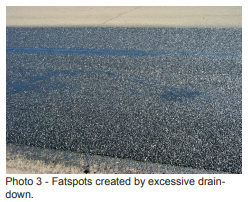 Photo 3 - Fatspots created by excessive drain-
down.